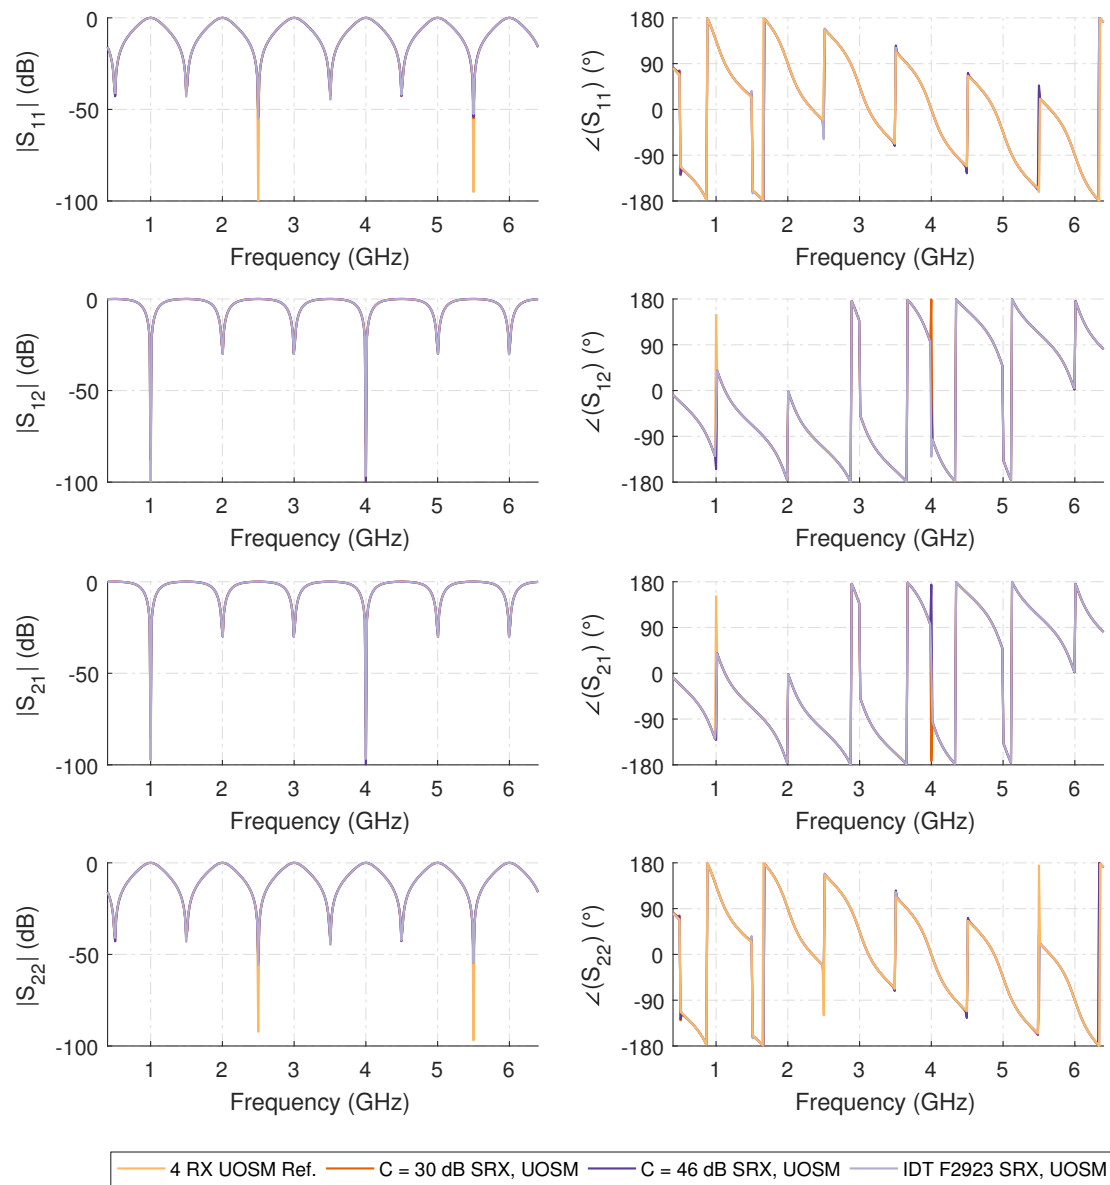 0
-50
-100
|S11| (dB)
1 2 3 4 5 6
Frequency (GHz)
180
90
0
-90
-180
∠(S11) (°)
1 2 3 4 5 6
Frequency (GHz)
0
-50
-100
|S12| (dB)
1 2 3 4 5 6
Frequency (GHz)
180
90
0
-90
-180
∠(S12) (°)
1 2 3 4 5 6
Frequency (GHz)
0
-50
-100
|S21| (dB)
1 2 3 4 5 6
Frequency (GHz)
180
90
0
-90
-180
∠(S21) (°)
1 2 3 4 5 6
Frequency (GHz)
0
-50
-100
|S22| (dB)
1 2 3 4 5 6
Frequency (GHz)
180
90
0
-90
-180
∠(S22) (°)
1 2 3 4 5 6
Frequency (GHz)
4 RX UOSM Ref. C = 30 dB SRX, UOSM C = 46 dB SRX, UOSM IDT F2923 SRX, UOSM